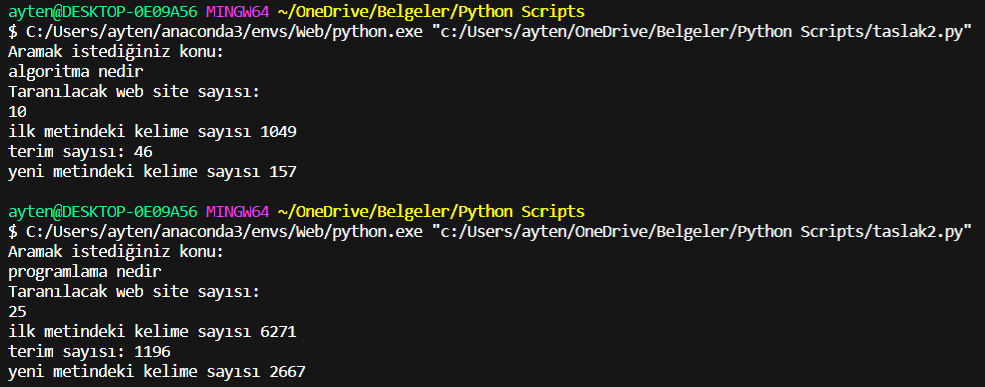 ayten@DESKTOP-0E09A56 MINGW64 ~/OneDrive/Belgeler/Python Scripts
$ C:/Users/ayten/anaconda3/envs/Web/python.exe "c:/Users/ayten/OneDrive/Belgeler/Python Scripts/taslak2.py"
Aramak istediğiniz konu:
algoritma nedir
Taranılacak web site sayısı:
10
ilk metindeki kelime sayısı 1049
terim sayısı: 46
yeni metindeki kelime sayısı 157
ayten@DESKTOP-0E09A56 MINGW64 ~/OneDrive/Belgeler/Python Scripts
$ C:/Users/ayten/anaconda3/envs/Web/python.exe "c:/Users/ayten/OneDrive/Belgeler/Python Scripts/taslak2.py"
Aramak istediğiniz konu:
programlama nedir
Taranılacak web site sayısı:
25
ilk metindeki kelime sayısı 6271
terim sayısı: 1196
yeni metindeki kelime sayısı 2667